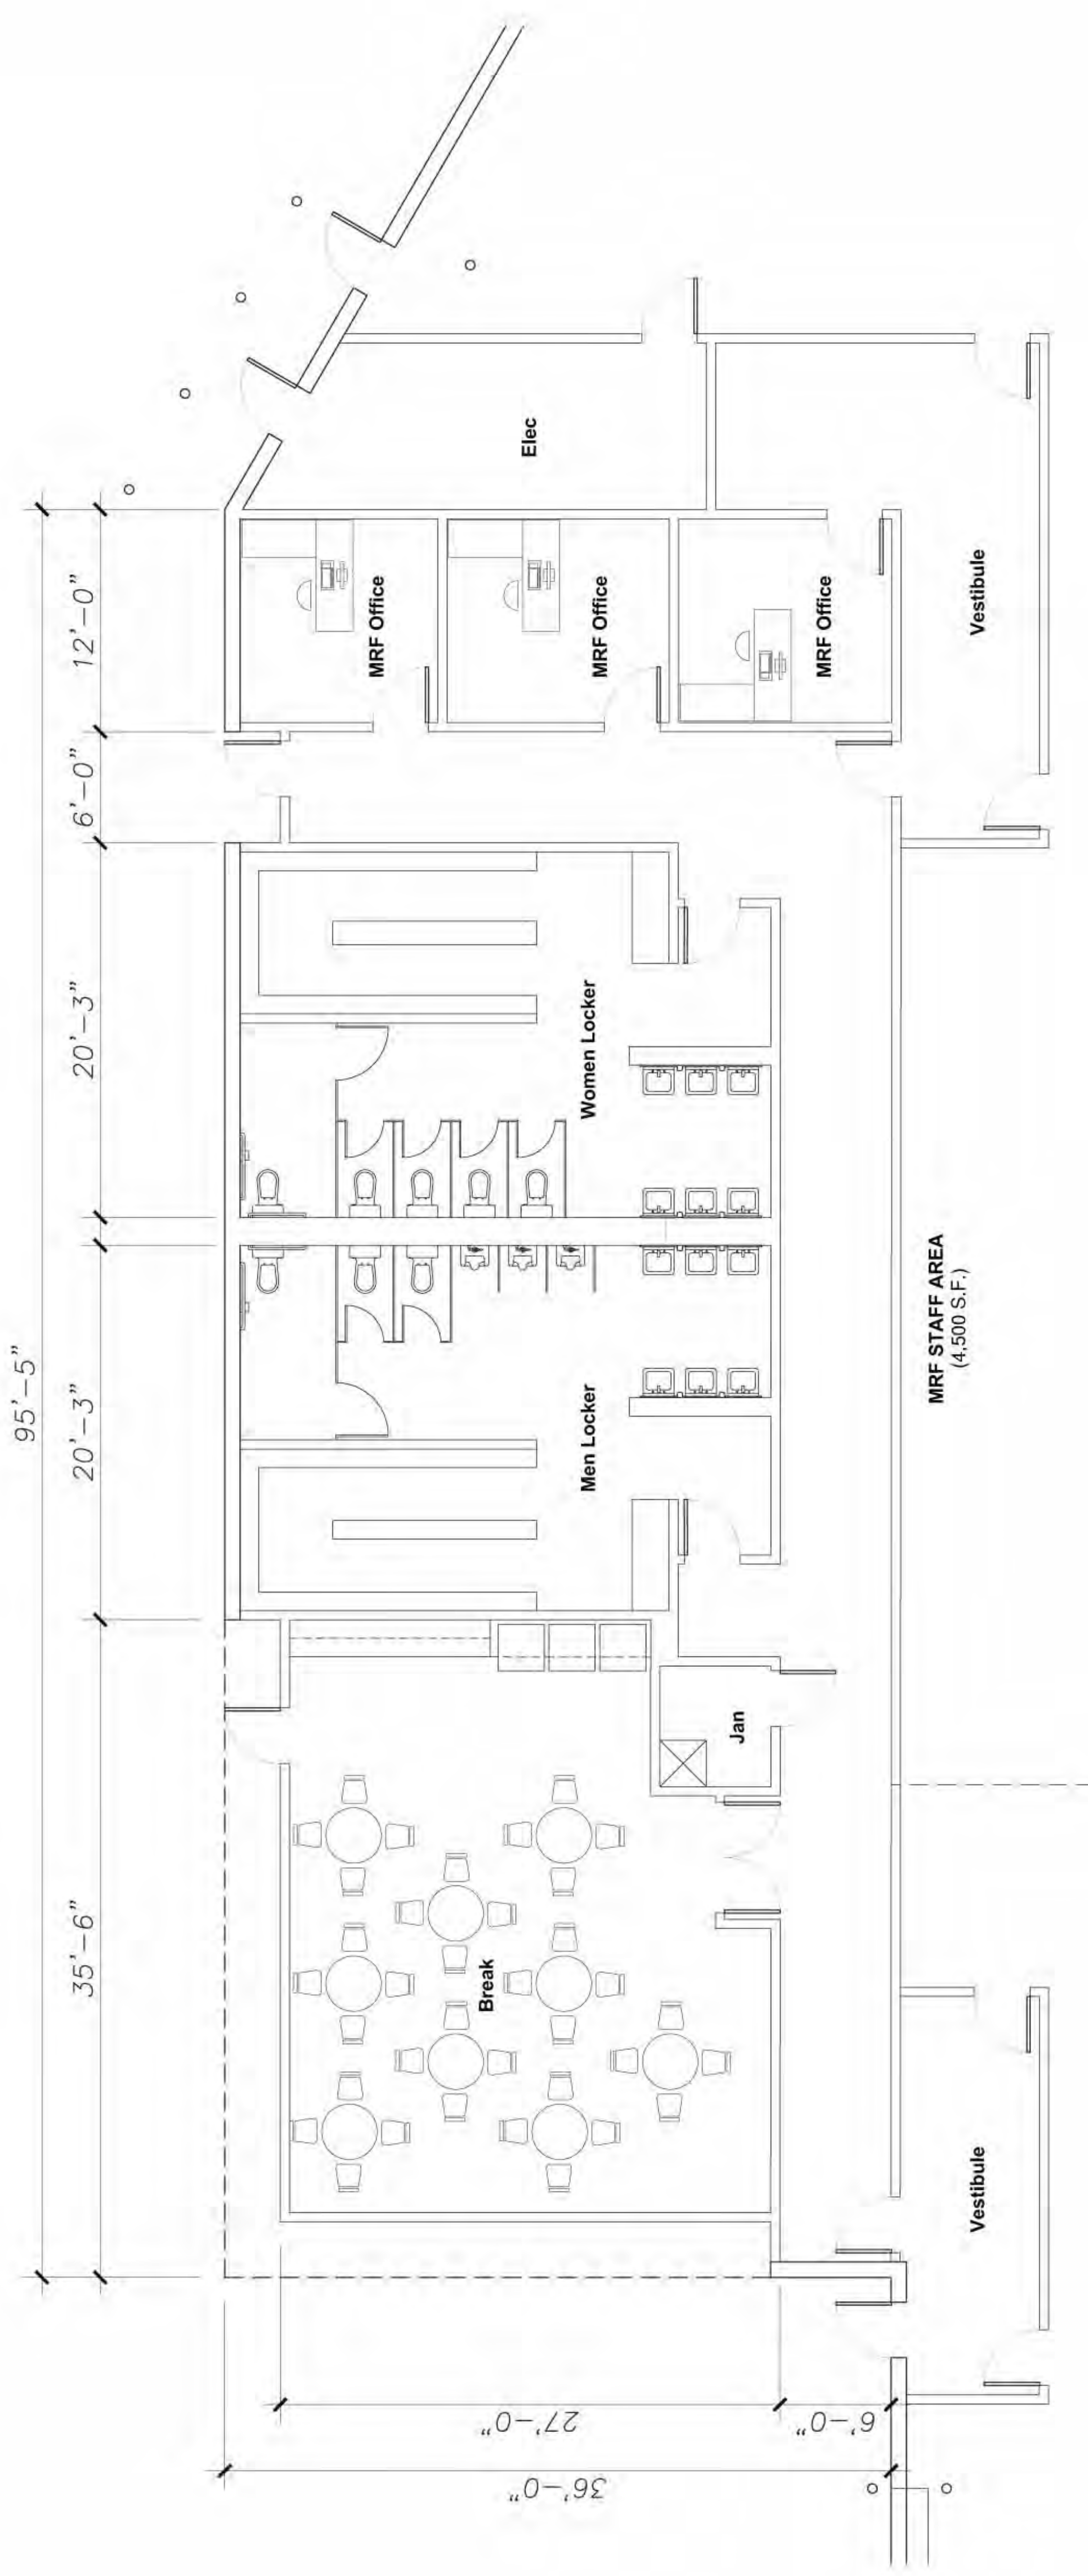 95'-5"
35'-6"
20'-3"
20'-3"
6'-0"
12'-0"
36'-0"
27'-0"
6'-0"
Break
Jan
Men Locker
Women Locker
MRF Office
MRF Office
MRF Office
Elec
Vestibule
MRF STAFF AREA
(4,500 S.F.)
Vestibule